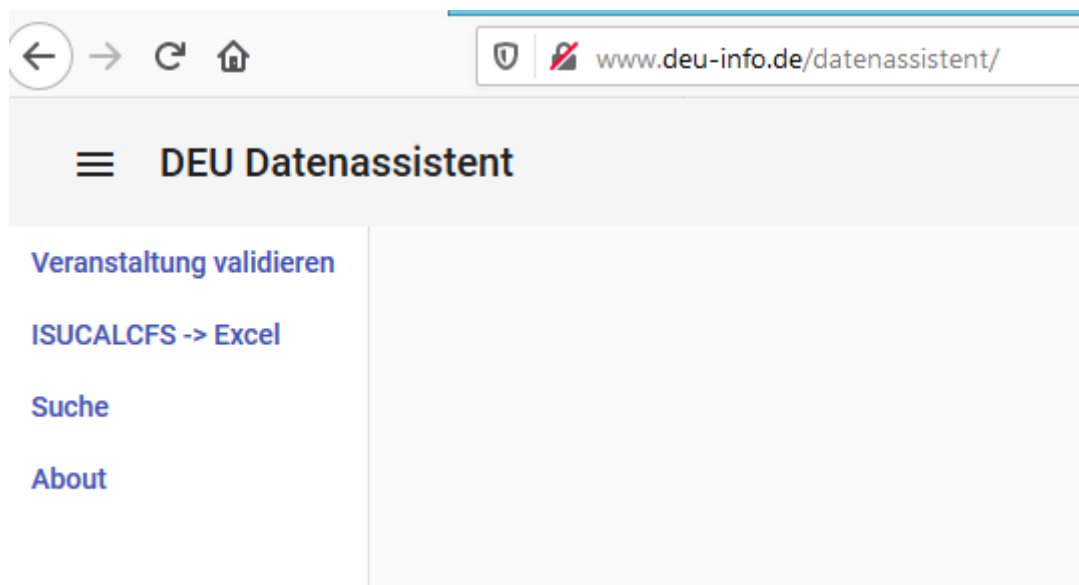 www.deu-info.de/datenassistent/
DEU Datenassistent
Veranstaltung validieren
ISUCALCFS -> Excel
Suche
About